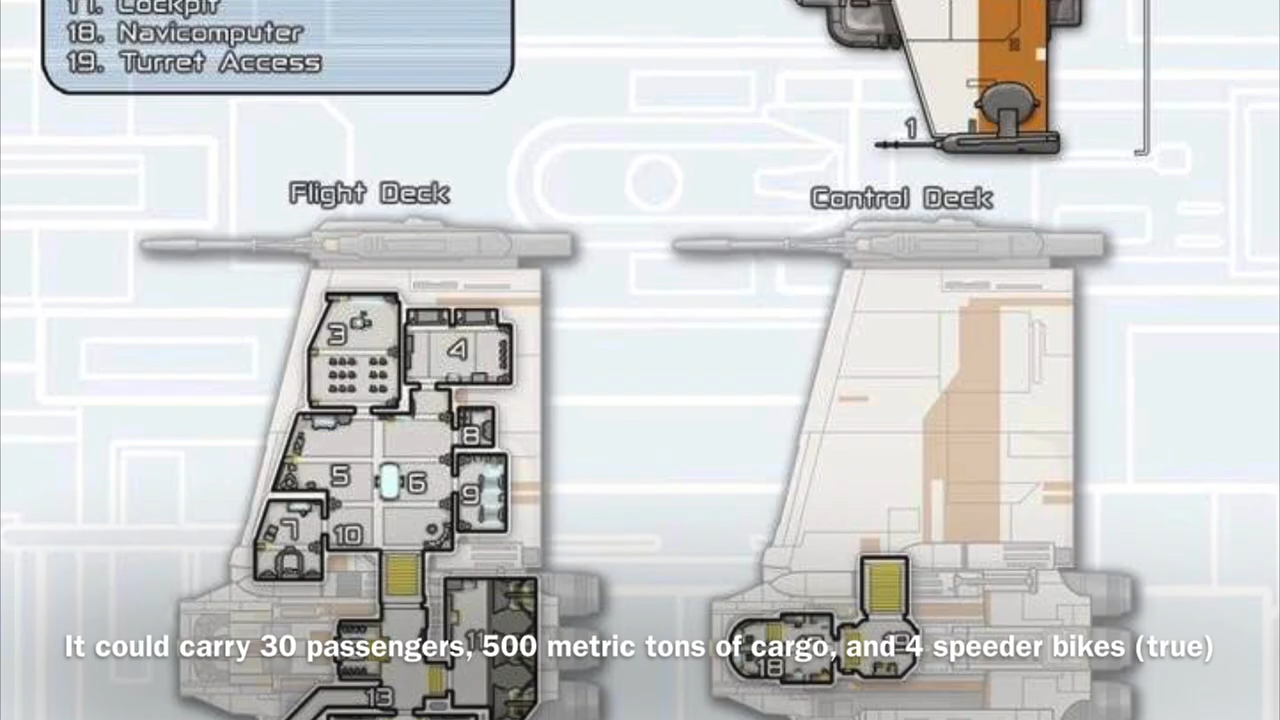 17. Cockpit
18. Navicomputer
19. Turret Access
1
Flight Deck
Control Deck
3
4
8
5
6
9
7
10
It could carry 30 passengers, 500 metric tons of cargo, and 4 speeder bikes (true)
18
13